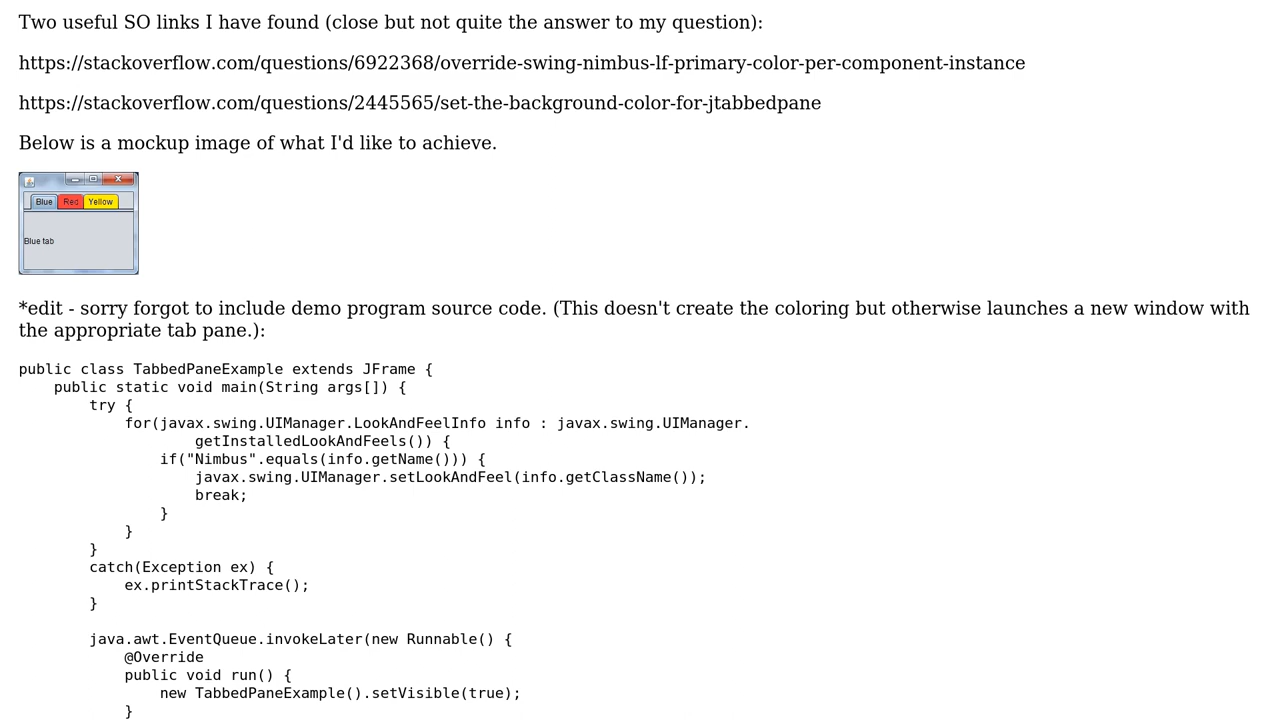 Two useful SO links I have found (close but not quite the answer to my question):
https://stackoverflow.com/questions/6922368/override-swing-nimbus-lf-primary-color-per-component-instance
https://stackoverflow.com/questions/2445565/set-the-background-color-for-jtabbedpane
Below is a mockup image of what I'd like to achieve.
Blue Red Yellow
Blue tab
*edit - sorry forgot to include demo program source code. (This doesn't create the coloring but otherwise launches a new window with
the appropriate tab pane.):
public class TabbedPaneExample extends JFrame {
    public static void main(String args[]) {
        try {
            for(javax.swing.UIManager.LookAndFeelInfo info : javax.swing.UIManager.
                    getInstalledLookAndFeels()) {
                if("Nimbus".equals(info.getName())) {
                    javax.swing.UIManager.setLookAndFeel(info.getClassName());
                    break;
                }
            }
        }
        catch(Exception ex) {
            ex.printStackTrace();
        }
        java.awt.EventQueue.invokeLater(new Runnable() {
            @Override
            public void run() {
                new TabbedPaneExample().setVisible(true);
            }